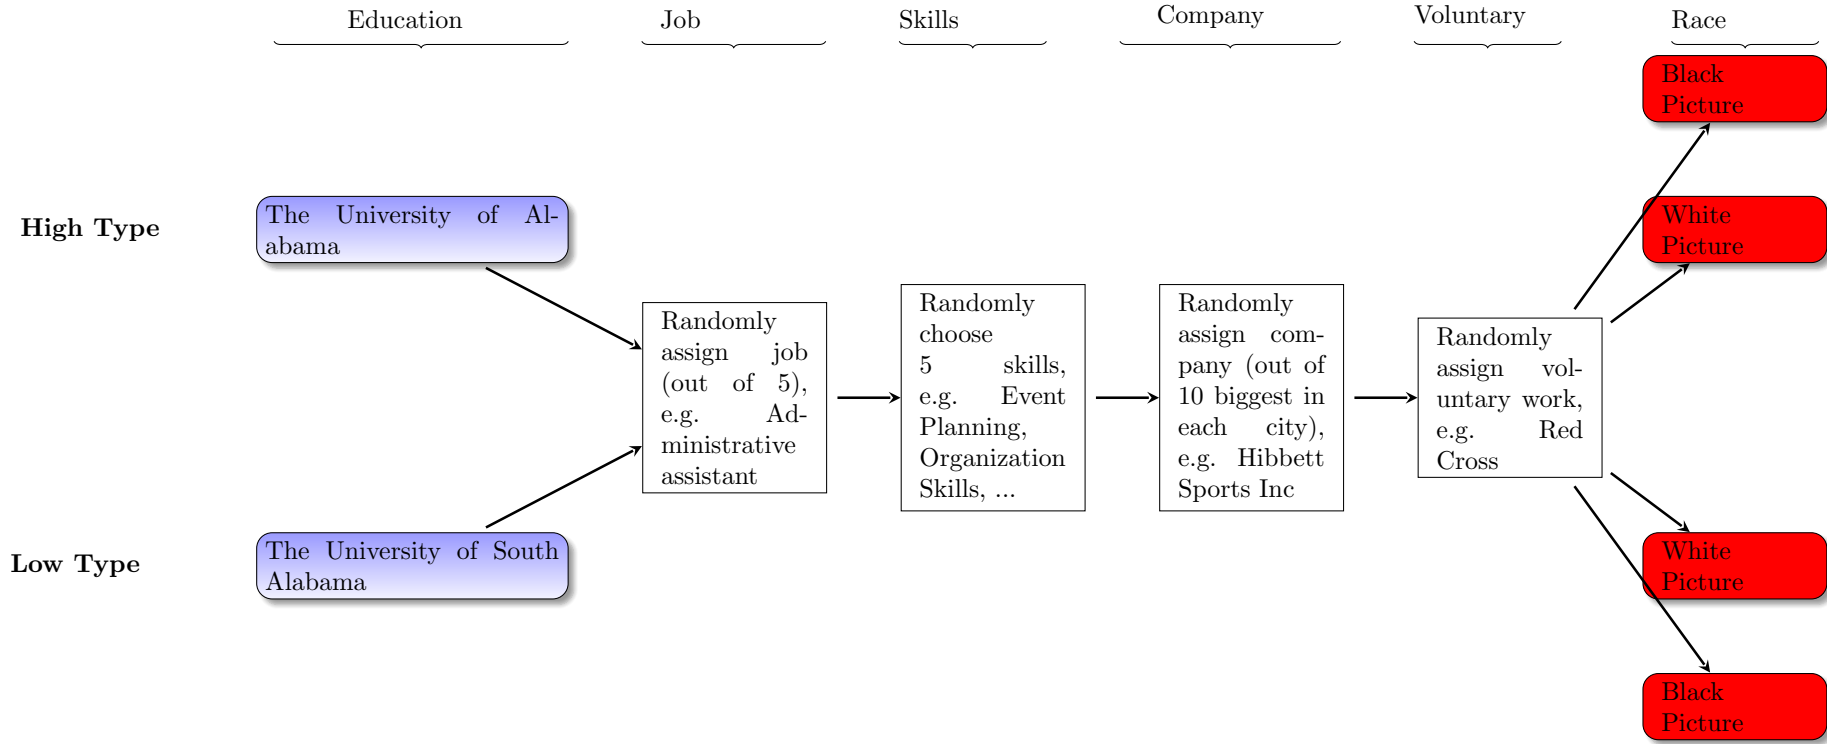 Education
Job
Skills
Company
Voluntary
Race
Black
Picture
High Type
The University of Al-
abama
White
Picture
Randomly
assign job
(out of 5),
e.g. Ad-
ministrative
assistant
Randomly
choose
5 skills,
e.g. Event
Planning,
Organization
Skills, ...
Randomly
assign com-
pany (out of
10 biggest in
each city),
e.g. Hibbett
Sports Inc
Randomly
assign vol-
untary work,
e.g. Red
Cross
Low Type
The University of South
Alabama
White
Picture
Black
Picture